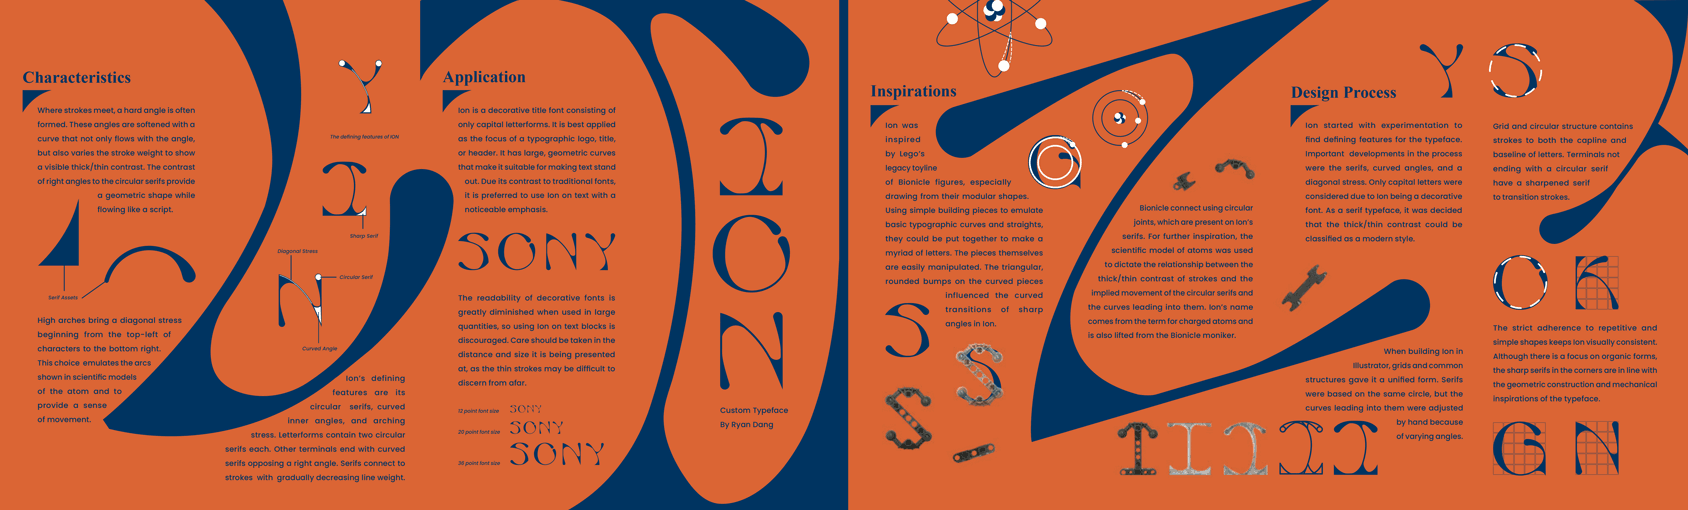 Characteristics
Where strokes meet, a hard angle is often
formed. These angles are softened with a
curve that not only flows with the angle,
but also varies the stroke weight to show
a visible thick/thin contrast. The contrast
of right angles to the circular serifs provide
a geometric shape while
flowing like a script.
Serif Assets
High arches bring a diagonal stress
beginning from the top-left of
characters to the bottom right.
This choice emulates the arcs
shown in scientific models
of the atom and to
provide a sense
of movement.
Y
The defining features of ION
I
Sharp Serif
Diagonal Stress
Circular Serif
N
Curved Angle
Ion's defining
features are its
circular serifs, curved
inner angles, and arching
stress. Letterforms contain two circular
serifs each. Other terminals end with curved
serifs opposing a right angle. Serifs connect to
strokes with gradually decreasing line weight.
Application
Ion is a decorative title font consisting of
only capital letterforms. It is best applied
as the focus of a typographic logo, title,
or header. It has large, geometric curves
that make it suitable for making text stand
out. Due its contrast to traditional fonts,
it is preferred to use Ion on text with a
noticeable emphasis.
SONY
The readability of decorative fonts is
greatly diminished when used in large
quantities, so using Ion on text blocks is
discouraged. Care should be taken in the
distance and size it is being presented
at, as the thin strokes may be difficult to
discern from afar.
12 point font size SONY
20 point font size SONY
36 point font size SONY
I
O
N
Custom Typeface
By Ryan Dang
Inspirations
Ion was
inspired
by Lego's
legacy toyline
of Bionicle figures, especially
drawing from their modular shapes.
Using simple building pieces to emulate
basic typographic curves and straights,
they could be put together to make a
myriad of letters. The pieces themselves
are easily manipulated. The triangular,
rounded bumps on the curved pieces
influenced the curved
transitions of sharp
angles in Ion.
S
S
S
O
Bionicle connect using circular
joints, which are present on Ion's
serifs. For further inspiration, the
scientific model of atoms was used
to dictate the relationship between the
thick/thin contrast of strokes and the
implied movement of the circular serifs and
the curves leading into them. Ion's name
comes from the term for charged atoms and
is also lifted from the Bionicle moniker.
I I I I I
Design Process
Ion started with experimentation to
find defining features for the typeface.
Important developments in the process
were the serifs, curved angles, and a
diagonal stress. Only capital letters were
considered due to Ion being a decorative
font. As a serif typeface, it was decided
that the thick/thin contrast could be
classified as a modern style.
When building Ion in
Illustrator, grids and common
structures gave it a unified form. Serifs
were based on the same circle, but the
curves leading into them were adjusted
by hand because
of varying angles.
Y S
Grid and circular structure contains
strokes to both the capline and
baseline of letters. Terminals not
ending with a circular serif
have a sharpened serif
to transition strokes.
O K
The strict adherence to repetitive and
simple shapes keeps Ion visually consistent.
Although there is a focus on organic forms,
the sharp serifs in the corners are in line with
the geometric construction and mechanical
inspirations of the typeface.
G N